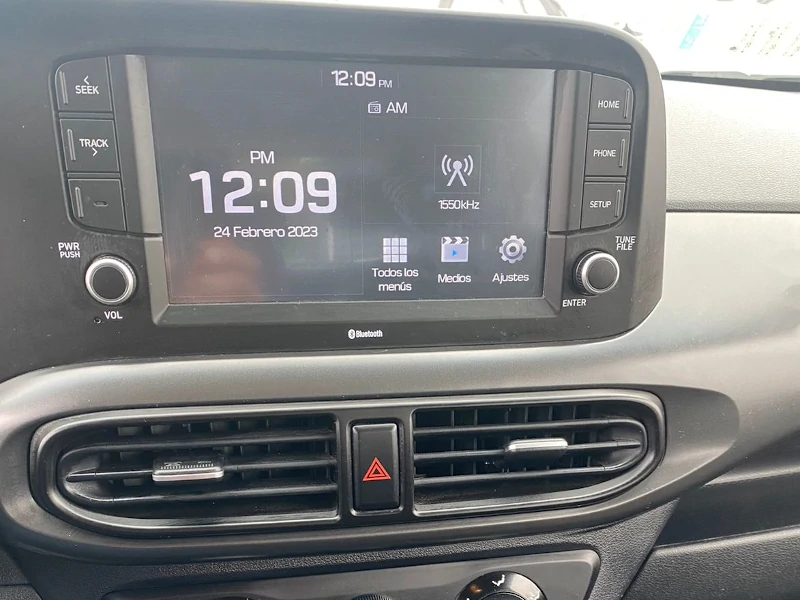 SEEK
TRACK
PWR
PUSH
VOL
12:09 PM
AM
PM
12:09
24 Febrero 2023
1550kHz
Todos los
menús
Medios
Ajustes
HOME
PHONE
SETUP
TUNE
FILE
ENTER
Bluetooth